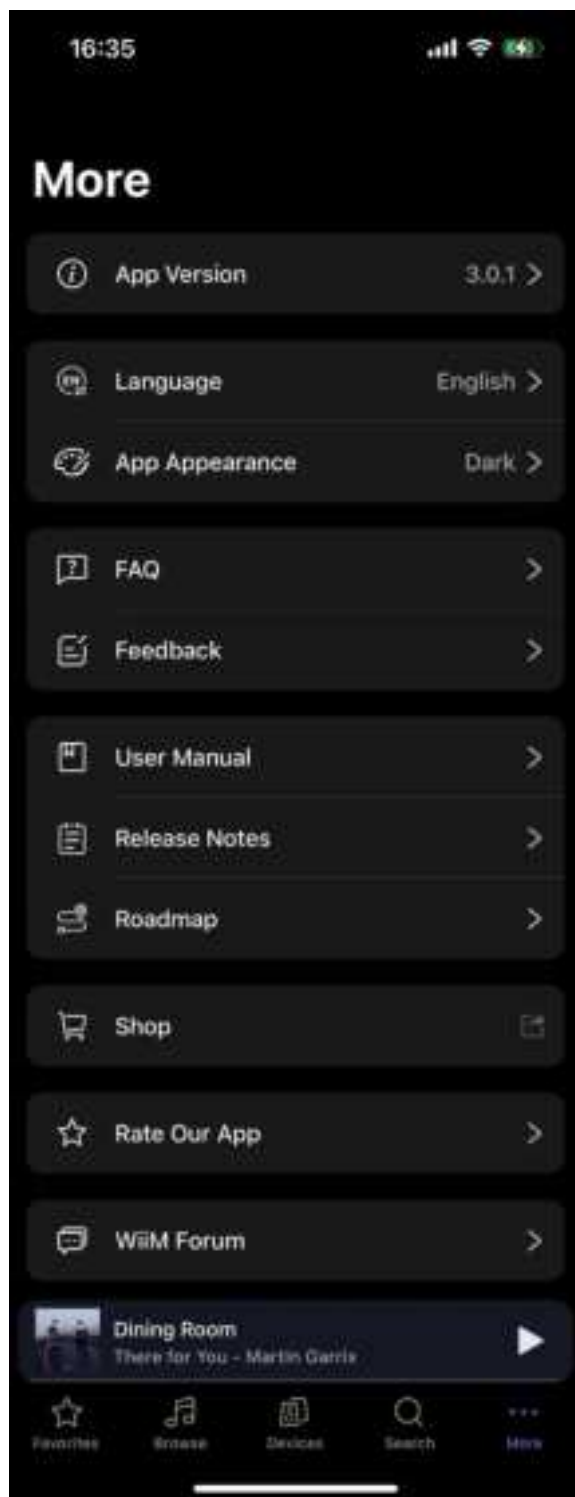 16:35
More
App Version 3.0.1
Language English
App Appearance Dark
FAQ
Feedback
User Manual
Release Notes
Roadmap
Shop
Rate Our App
WiiM Forum
Dining Room
There for You - Martin Garrix
Favorites Browse Devices Search More